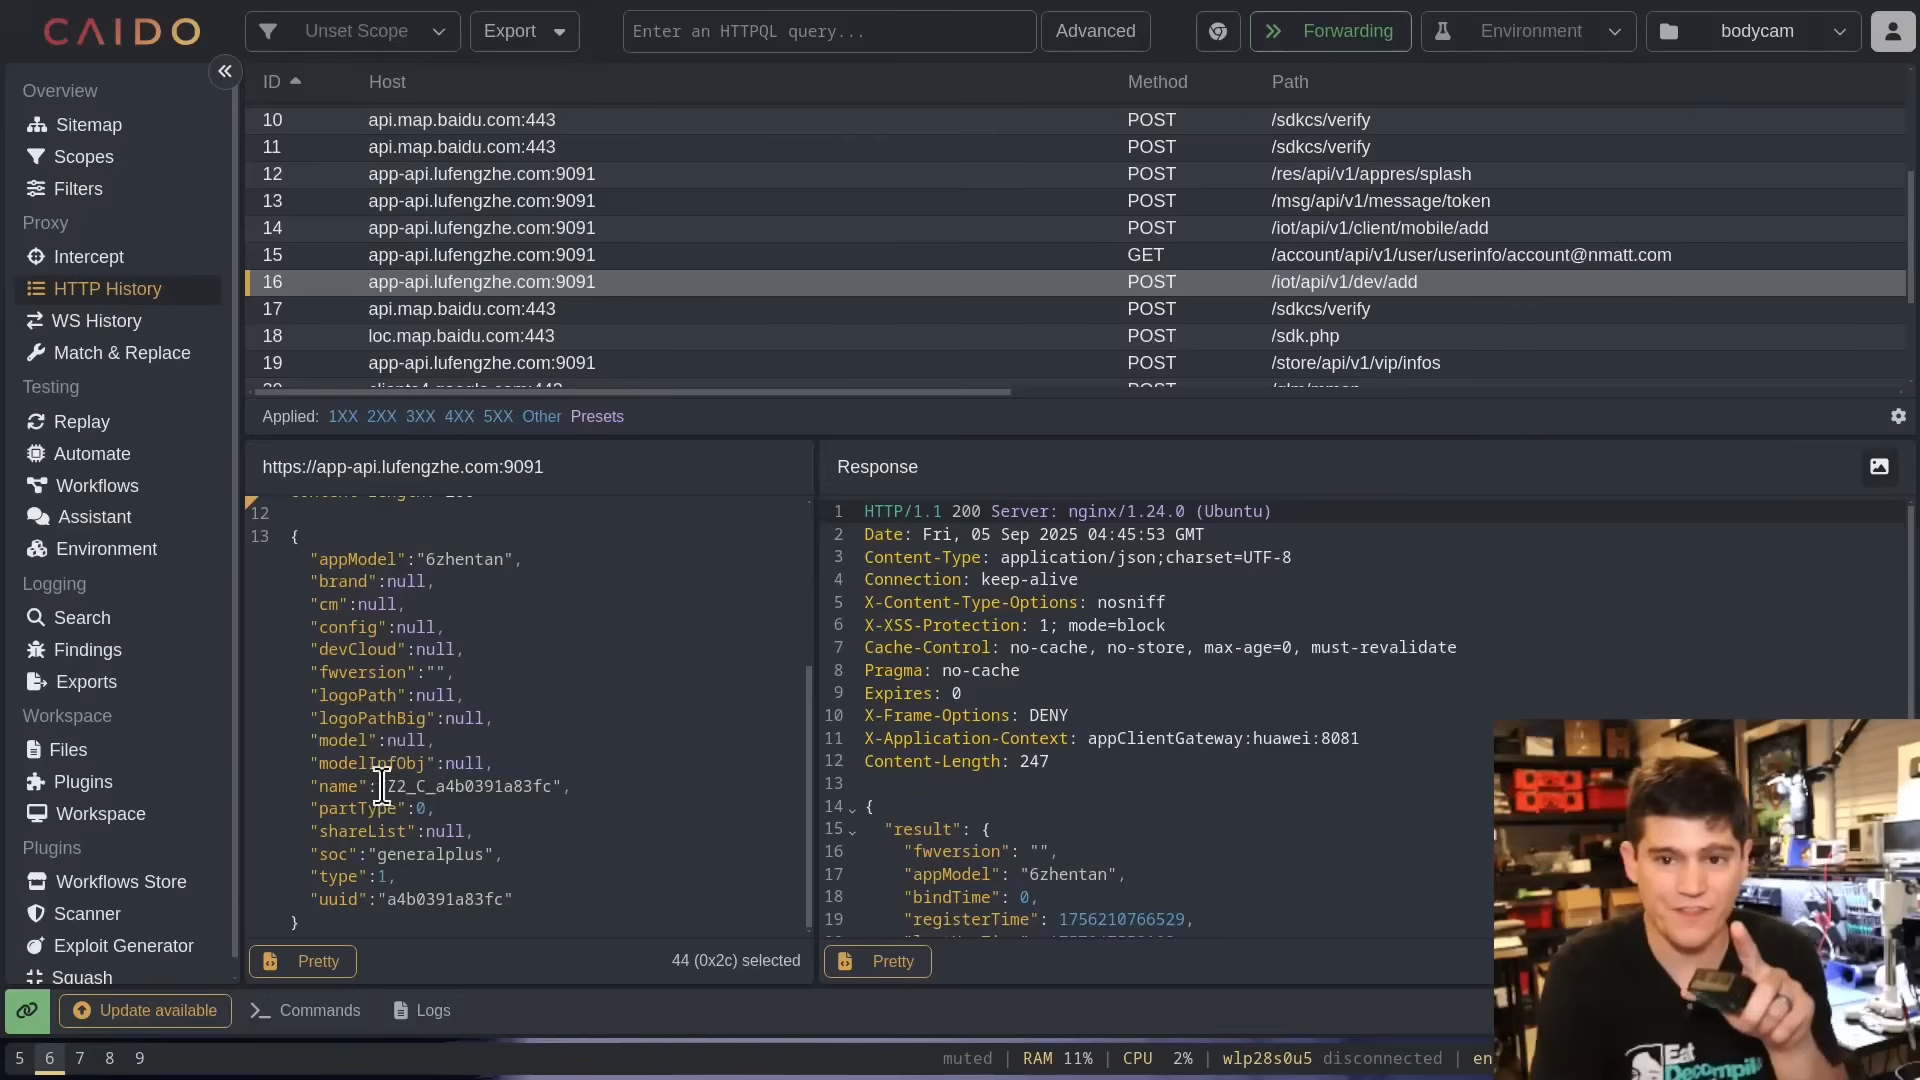 CAIDO
Unset Scope
Export
Enter an HTTPQL query...
Advanced
Forwarding
Environment
bodycam
Overview
Sitemap
Scopes
Filters
Proxy
Intercept
HTTP History
WS History
Match & Replace
Testing
Replay
Automate
Workflows
Assistant
Environment
Logging
Search
Findings
Exports
Workspace
Files
Plugins
Workspace
Plugins
Workflows Store
Scanner
Exploit Generator
Squash
ID Host Method Path
10 api.map.baidu.com:443 POST /sdkcs/verify
11 api.map.baidu.com:443 POST /sdkcs/verify
12 app-api.lufengzhe.com:9091 POST /res/api/v1/appres/splash
13 app-api.lufengzhe.com:9091 POST /msg/api/v1/message/token
14 app-api.lufengzhe.com:9091 POST /iot/api/v1/client/mobile/add
15 app-api.lufengzhe.com:9091 GET /account/api/v1/user/userinfo/account@nmatt.com
16 app-api.lufengzhe.com:9091 POST /iot/api/v1/dev/add
17 api.map.baidu.com:443 POST /sdkcs/verify
18 loc.map.baidu.com:443 POST /sdk.php
19 app-api.lufengzhe.com:9091 POST /store/api/v1/vip/infos
Applied: 1XX 2XX 3XX 4XX 5XX Other Presets
https://app-api.lufengzhe.com:9091
12
13 {
"appModel":"6zhentan",
"brand":null,
"cm":null,
"config":null,
"devCloud":null,
"fwversion":"",
"logoPath":null,
"logoPathBig":null,
"model":null,
"modelInfObj":null,
"name":"Z2_C_a4b0391a83fc",
"partType":0,
"shareList":null,
"soc":"generalplus",
"type":1,
"uuid":"a4b0391a83fc"
}
Pretty
44 (0x2c) selected
Response
1 HTTP/1.1 200 Server: nginx/1.24.0 (Ubuntu)
2 Date: Fri, 05 Sep 2025 04:45:53 GMT
3 Content-Type: application/json;charset=UTF-8
4 Connection: keep-alive
5 X-Content-Type-Options: nosniff
6 X-XSS-Protection: 1; mode=block
7 Cache-Control: no-cache, no-store, max-age=0, must-revalidate
8 Pragma: no-cache
9 Expires: 0
10 X-Frame-Options: DENY
11 X-Application-Context: appClientGateway:huawei:8081
12 Content-Length: 247
13
14 {
15 "result": {
16 "fwversion": "",
17 "appModel": "6zhentan",
18 "bindTime": 0,
19 "registerTime": 1756210766529,
Pretty
Update available
Commands
Logs
5 6 7 8 9
muted | RAM 11% | CPU 2% | wlp28s0u5 disconnected | en
Eat